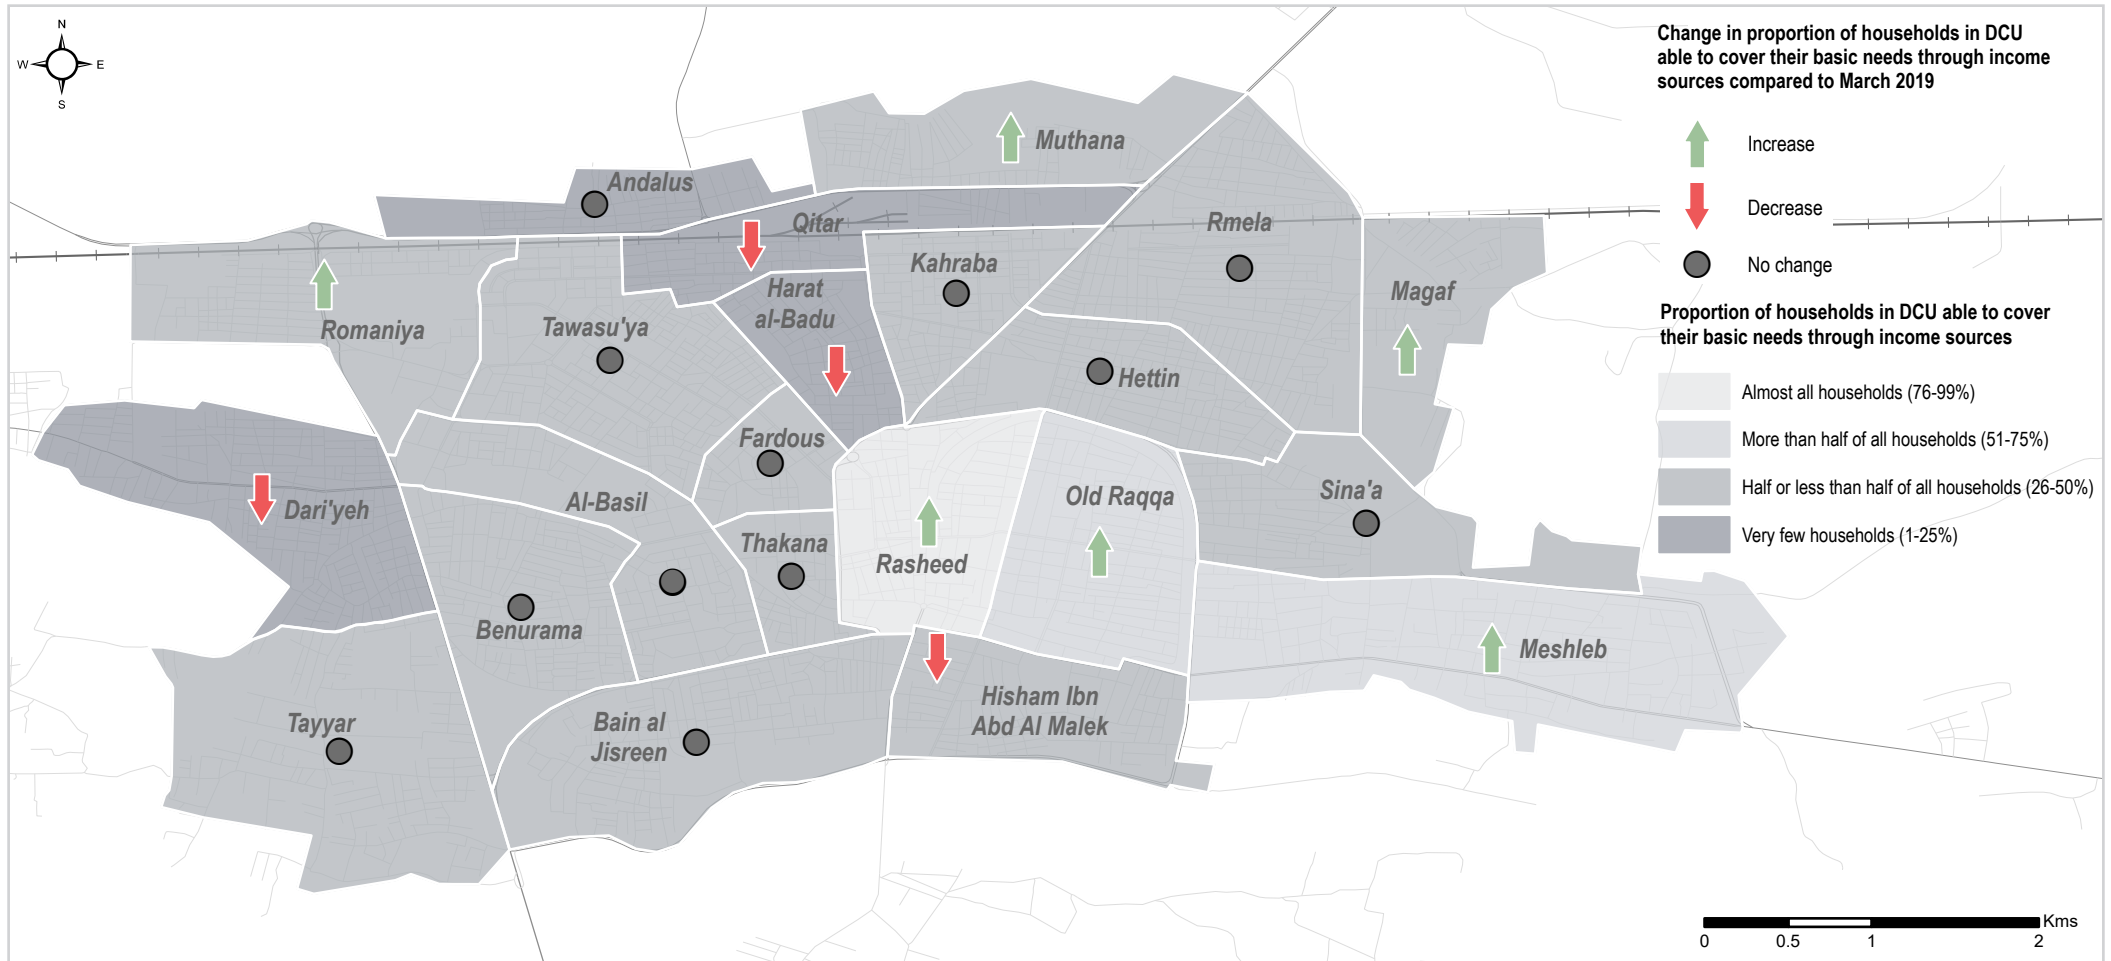 N
W
E
S
Change in proportion of households in DCU
able to cover their basic needs through income
sources compared to March 2019
Increase
Decrease
No change
Proportion of households in DCU able to cover
their basic needs through income sources
Almost all households (76-99%)
More than half of all households (51-75%)
Half or less than half of all households (26-50%)
Very few households (1-25%)
Muthana
Andalus
Qitar
Rmela
Kahraba
Magaf
Harat
al-Badu
Romaniya
Tawasu'ya
Hettin
Fardous
Dari'yeh
Al-Basil
Old Raqqa
Sina'a
Thakana
Rasheed
Benurama
Meshleb
Tayyar
Bain al
Jisreen
Hisham Ibn
Abd Al Malek
Kms
0
0.5
1
2